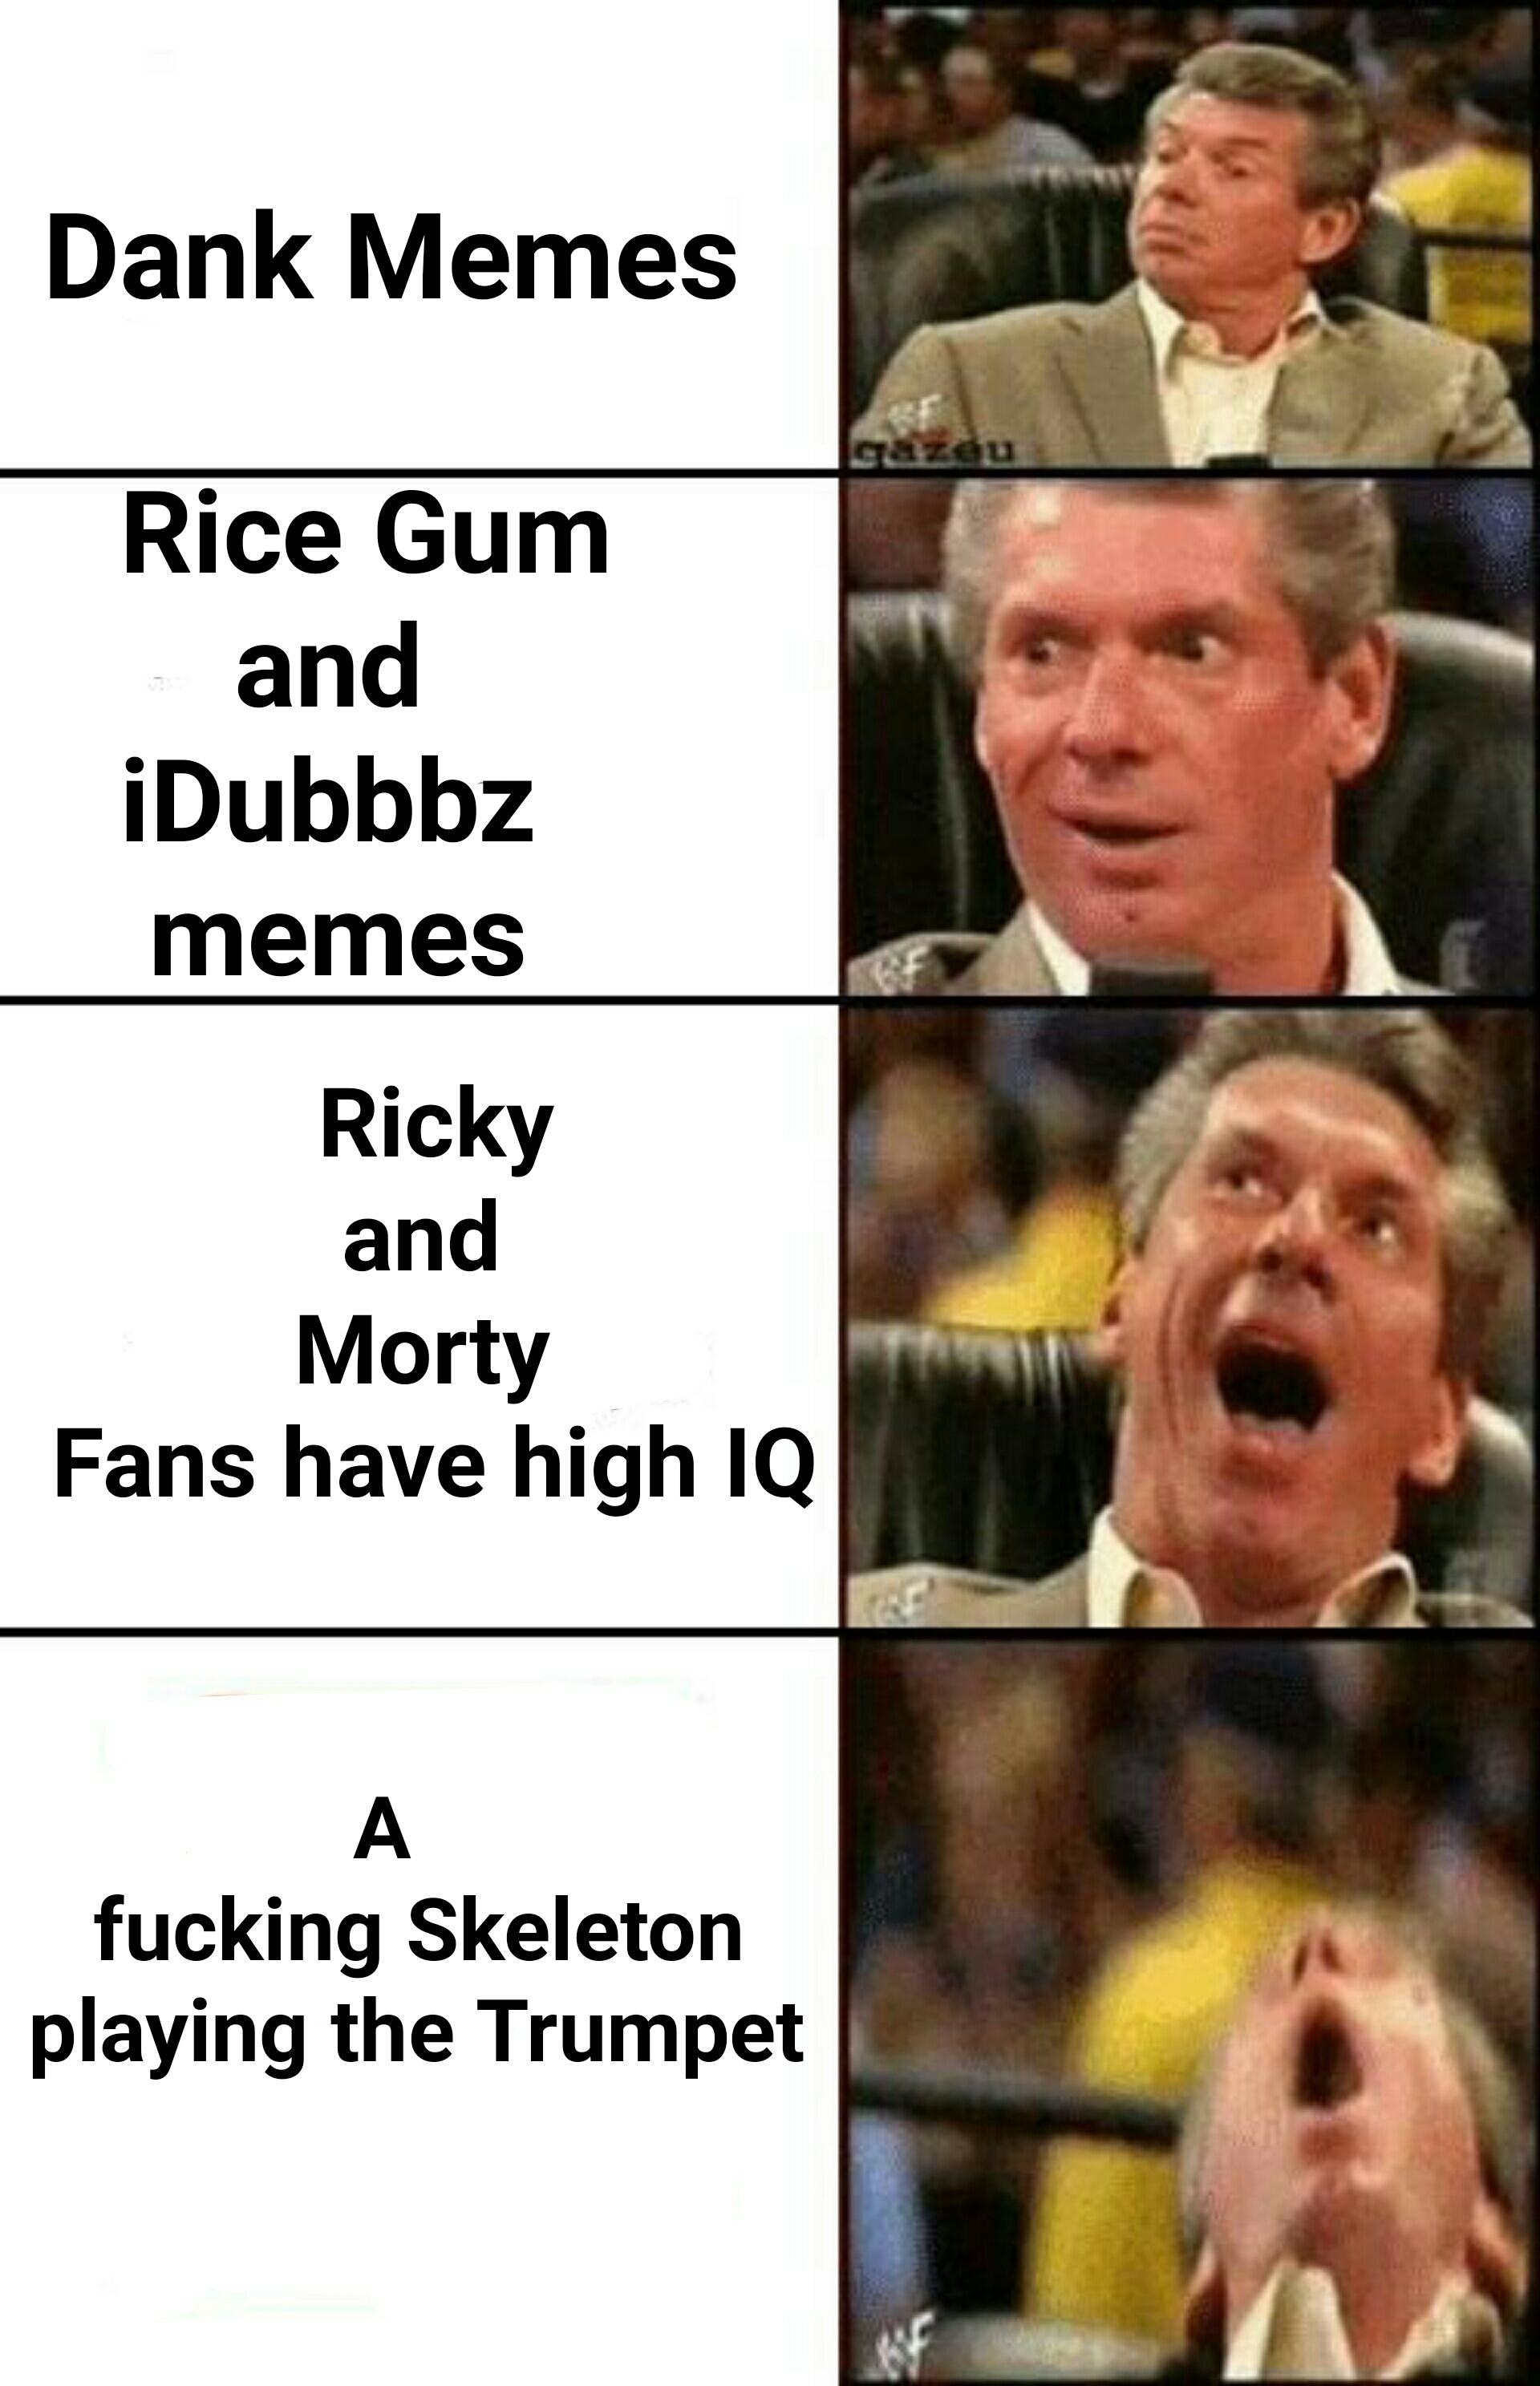 Dank Memes
gazeu
Rice Gum
and
iDubbbz
memes
Ricky
and
Morty
Fans have high IQ
A
fucking Skeleton
playing the Trumpet